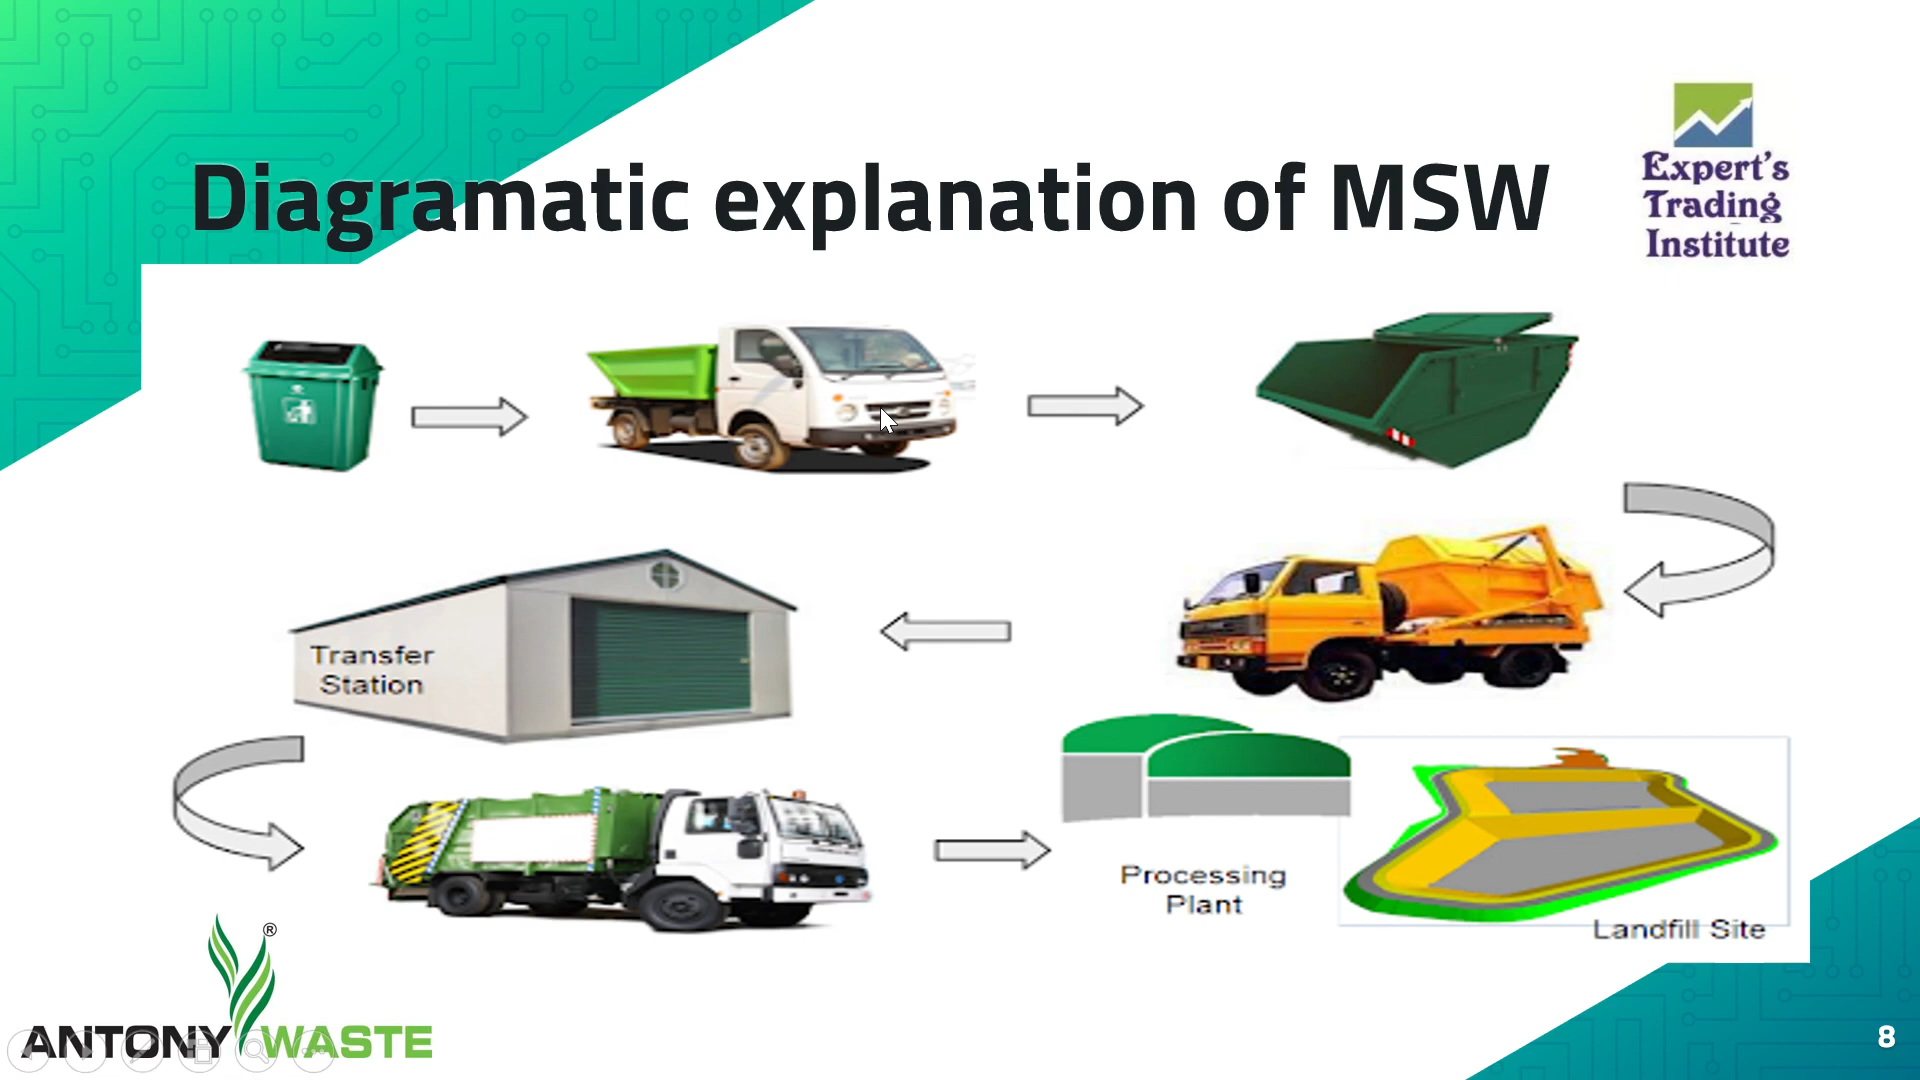 Diagramatic explanation of MSW
Expert's
Trading
Institute
Transfer
Station
Processing
Plant
Landfill Site
ANTONY WASTE
®
8